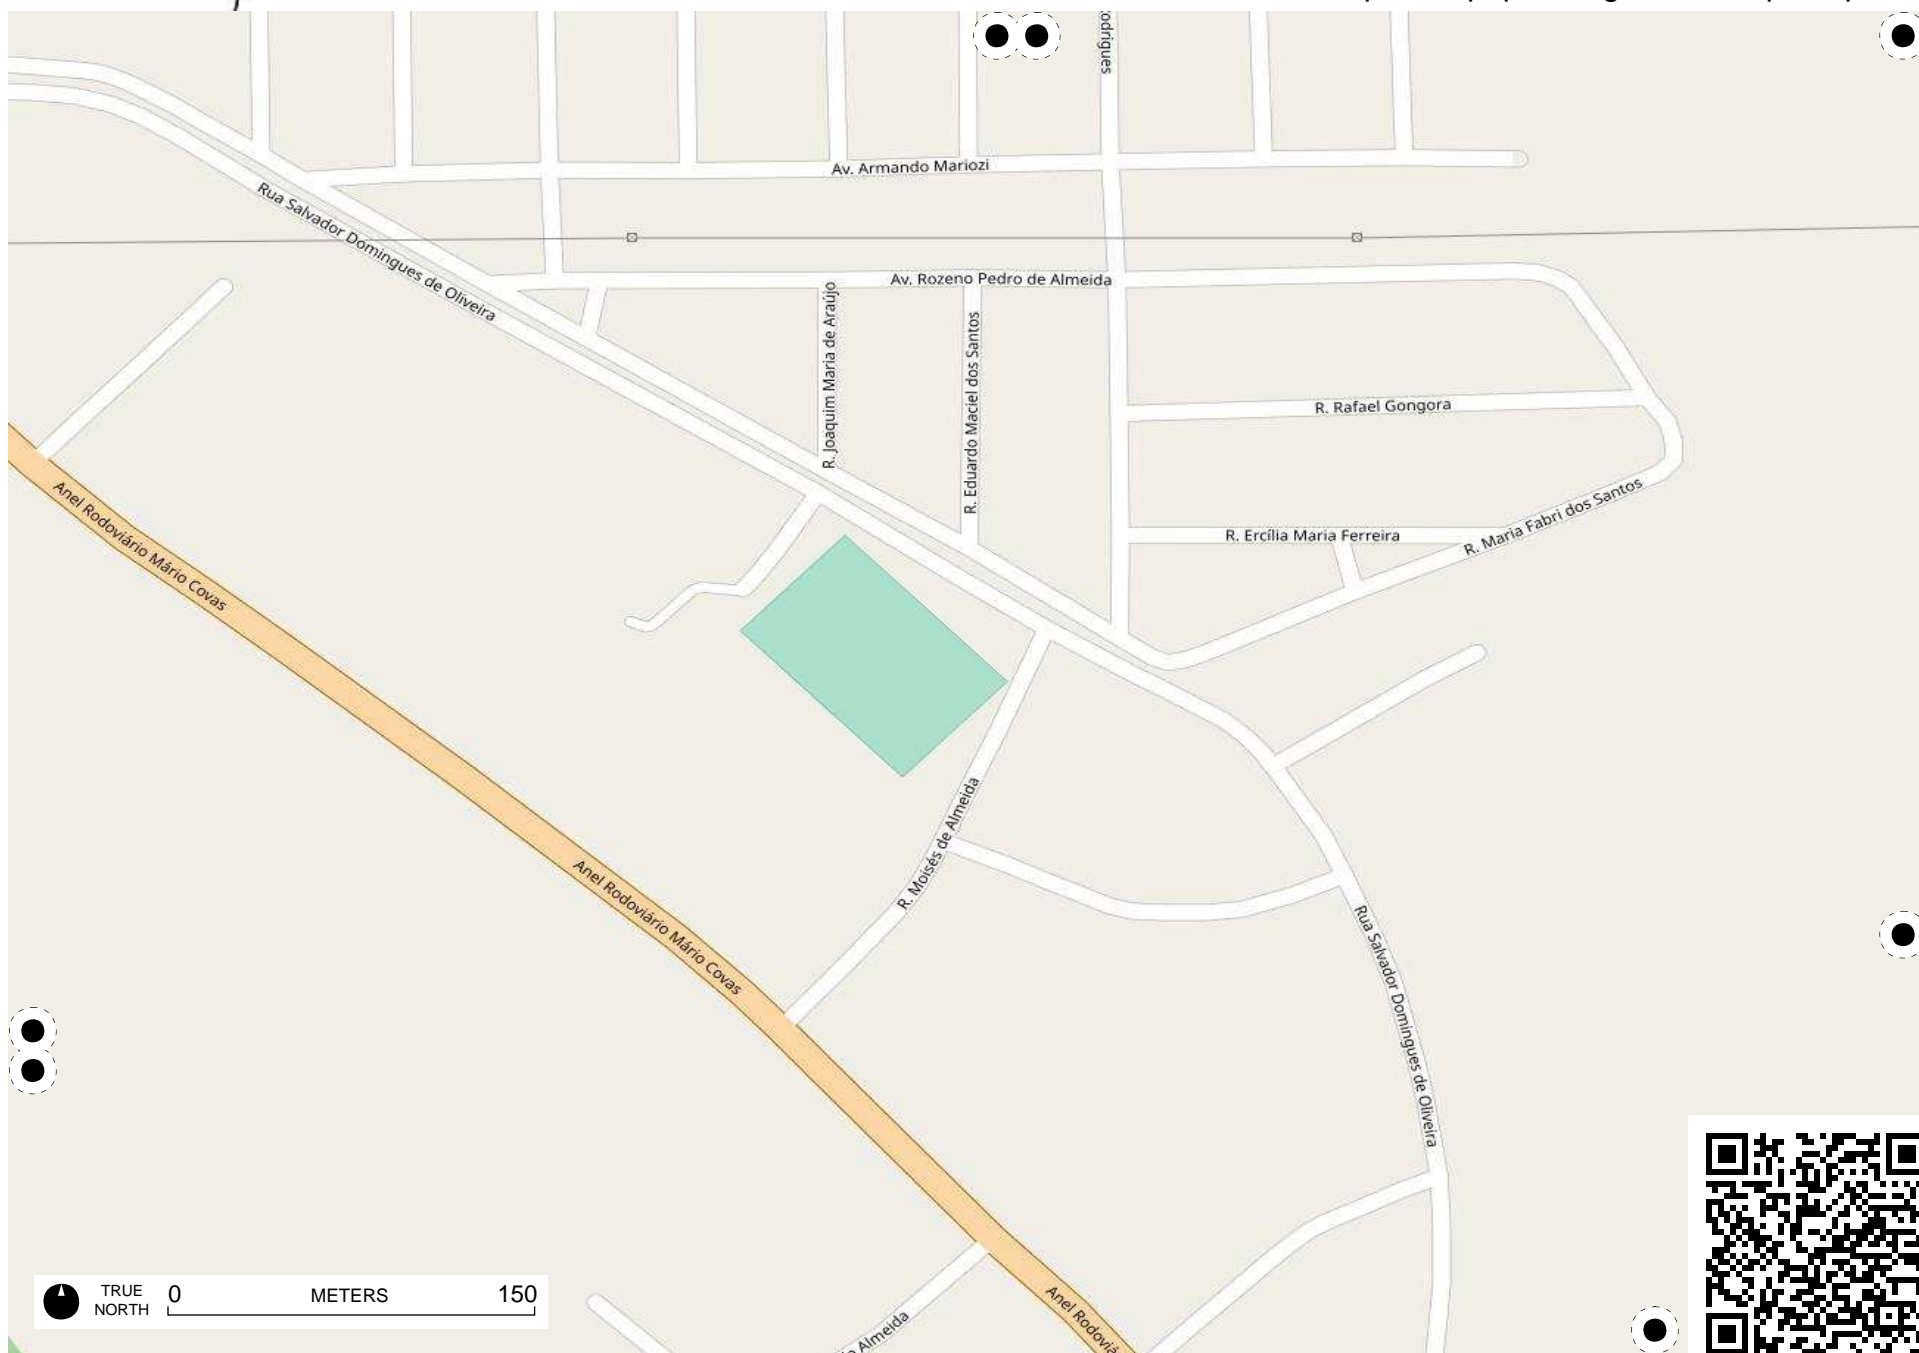 odrigues
Av. Armando Mariozi
Rua Salvador Domingues de Oliveira
Av. Rozeno Pedro de Almeida
R. Joaquim Maria de Araújo
R. Eduardo Maciel dos Santos
R. Rafael Gongora
R. Ercília Maria Ferreira
R. Maria Fabri dos Santos
Anel Rodoviário Mário Covas
R. Moisés de Almeida
Anel Rodoviário Mário Covas
Rua Salvador Domingues de Oliveira
Anel Rodoviá
Almeida
TRUE
NORTH
0 METERS 150